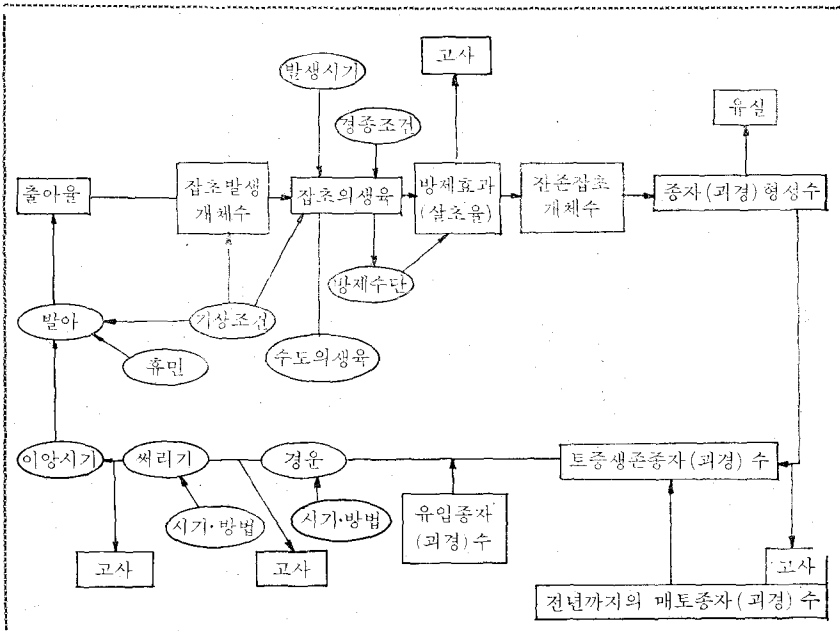 고사
발생시기
유실
경종조건
출아율
잡초발생
개체수
잡초의생육
방제효과
(살초율)
잔존잡초
개체수
종자(괴경)형성수
방제수단
발아
기상조건
휴면
수도의생육
이앙시기
써리기
경운
토중생존종자(괴경) 수
시기·방법
시기·방법
유입종자
(괴경) 수
고사
고사
고사
전년까지의 매토종자(괴경) 수